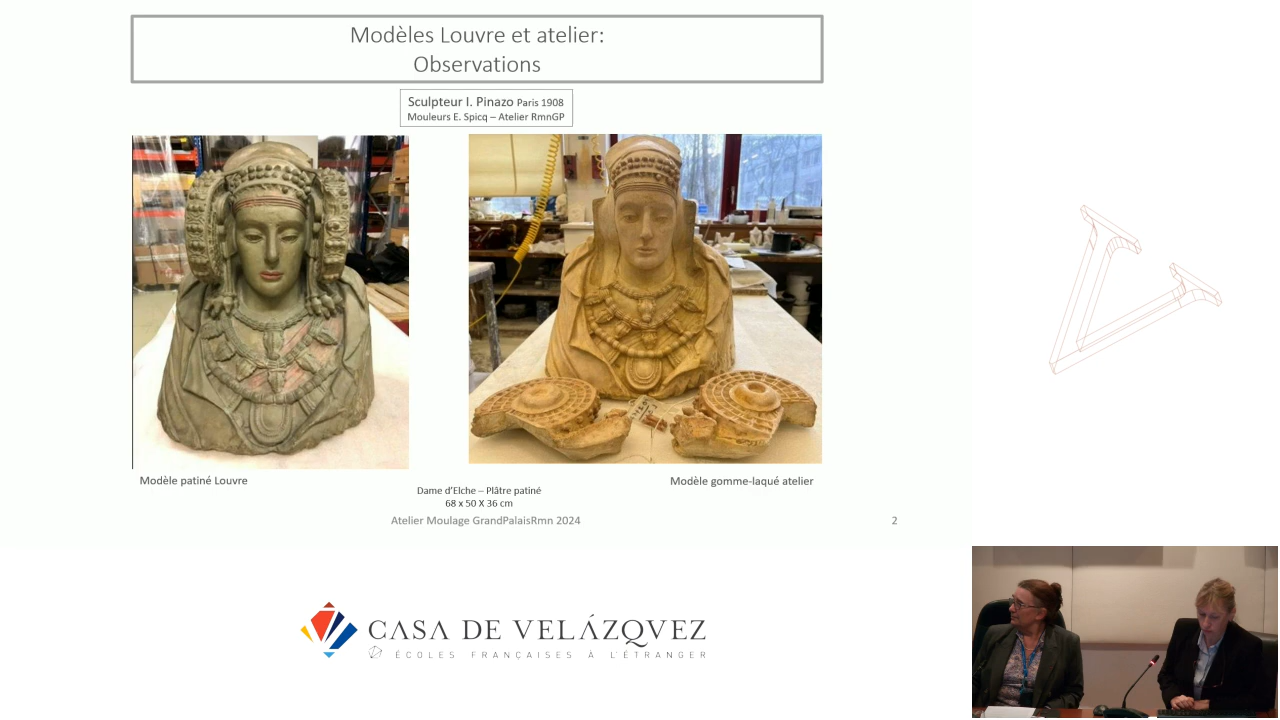 Modèles Louvre et atelier:
Observations
Sculpteur I. Pinazo Paris 1908
Mouleurs E. Spicq – Atelier RmnGP
Modèle patiné Louvre
Modèle gomme-laqué atelier
Dame d'Elche – Plâtre patiné
68 x 50 X 36 cm
Atelier Moulage GrandPalaisRmn 2024
2
CASA DE VELÁZQVEZ
ÉCOLES FRANÇAISES À L'ÉTRANGER